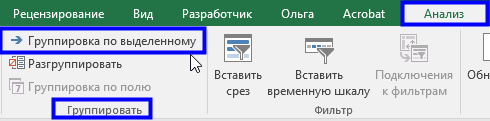 Рецензирование Вид Разработчик Ольга Acrobat Анализ
Группировка по выделенному
Разгруппировать
Группировка по полю
Группировать
Вставить срез
Вставить временную шкалу
Подключения к фильтрам
Фильтр